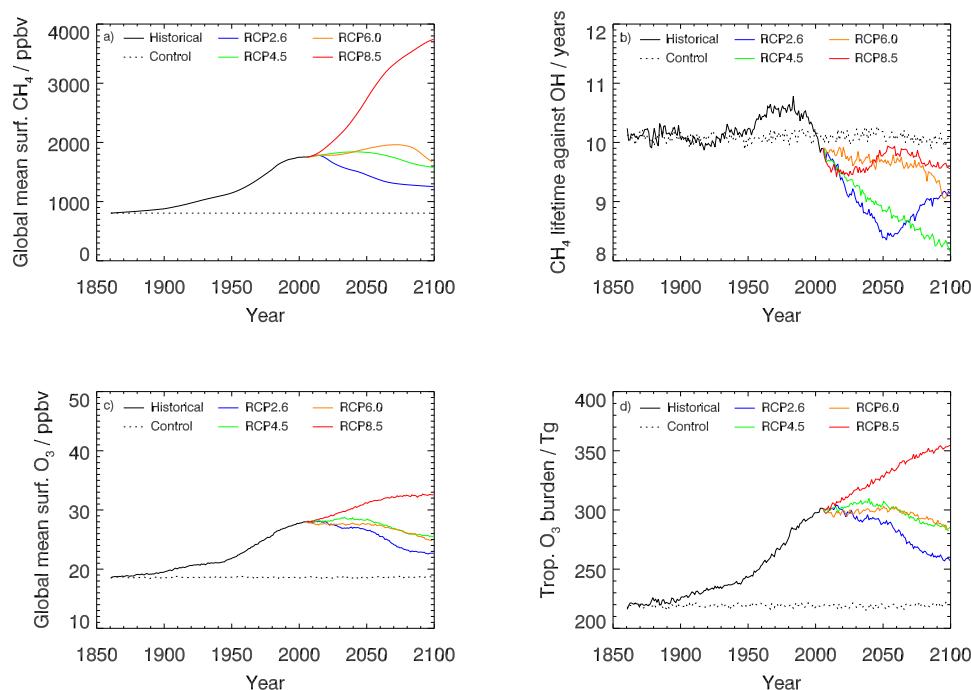 a) Historical RCP2.6 RCP6.0
Control RCP4.5 RCP8.5
Global mean surf. CH₄ / ppbv
4000
3000
2000
1000
0
1850 1900 1950 2000 2050 2100
Year
b) Historical RCP2.6 RCP6.0
Control RCP4.5 RCP8.5
CH₄ lifetime against OH / years
12
11
10
9
8
1850 1900 1950 2000 2050 2100
Year
c) Historical RCP2.6 RCP6.0
Control RCP4.5 RCP8.5
Global mean surf. O₃ / ppbv
50
40
30
20
10
1850 1900 1950 2000 2050 2100
Year
d) Historical RCP2.6 RCP6.0
Control RCP4.5 RCP8.5
Trop. O₃ burden / Tg
400
350
300
250
200
1850 1900 1950 2000 2050 2100
Year